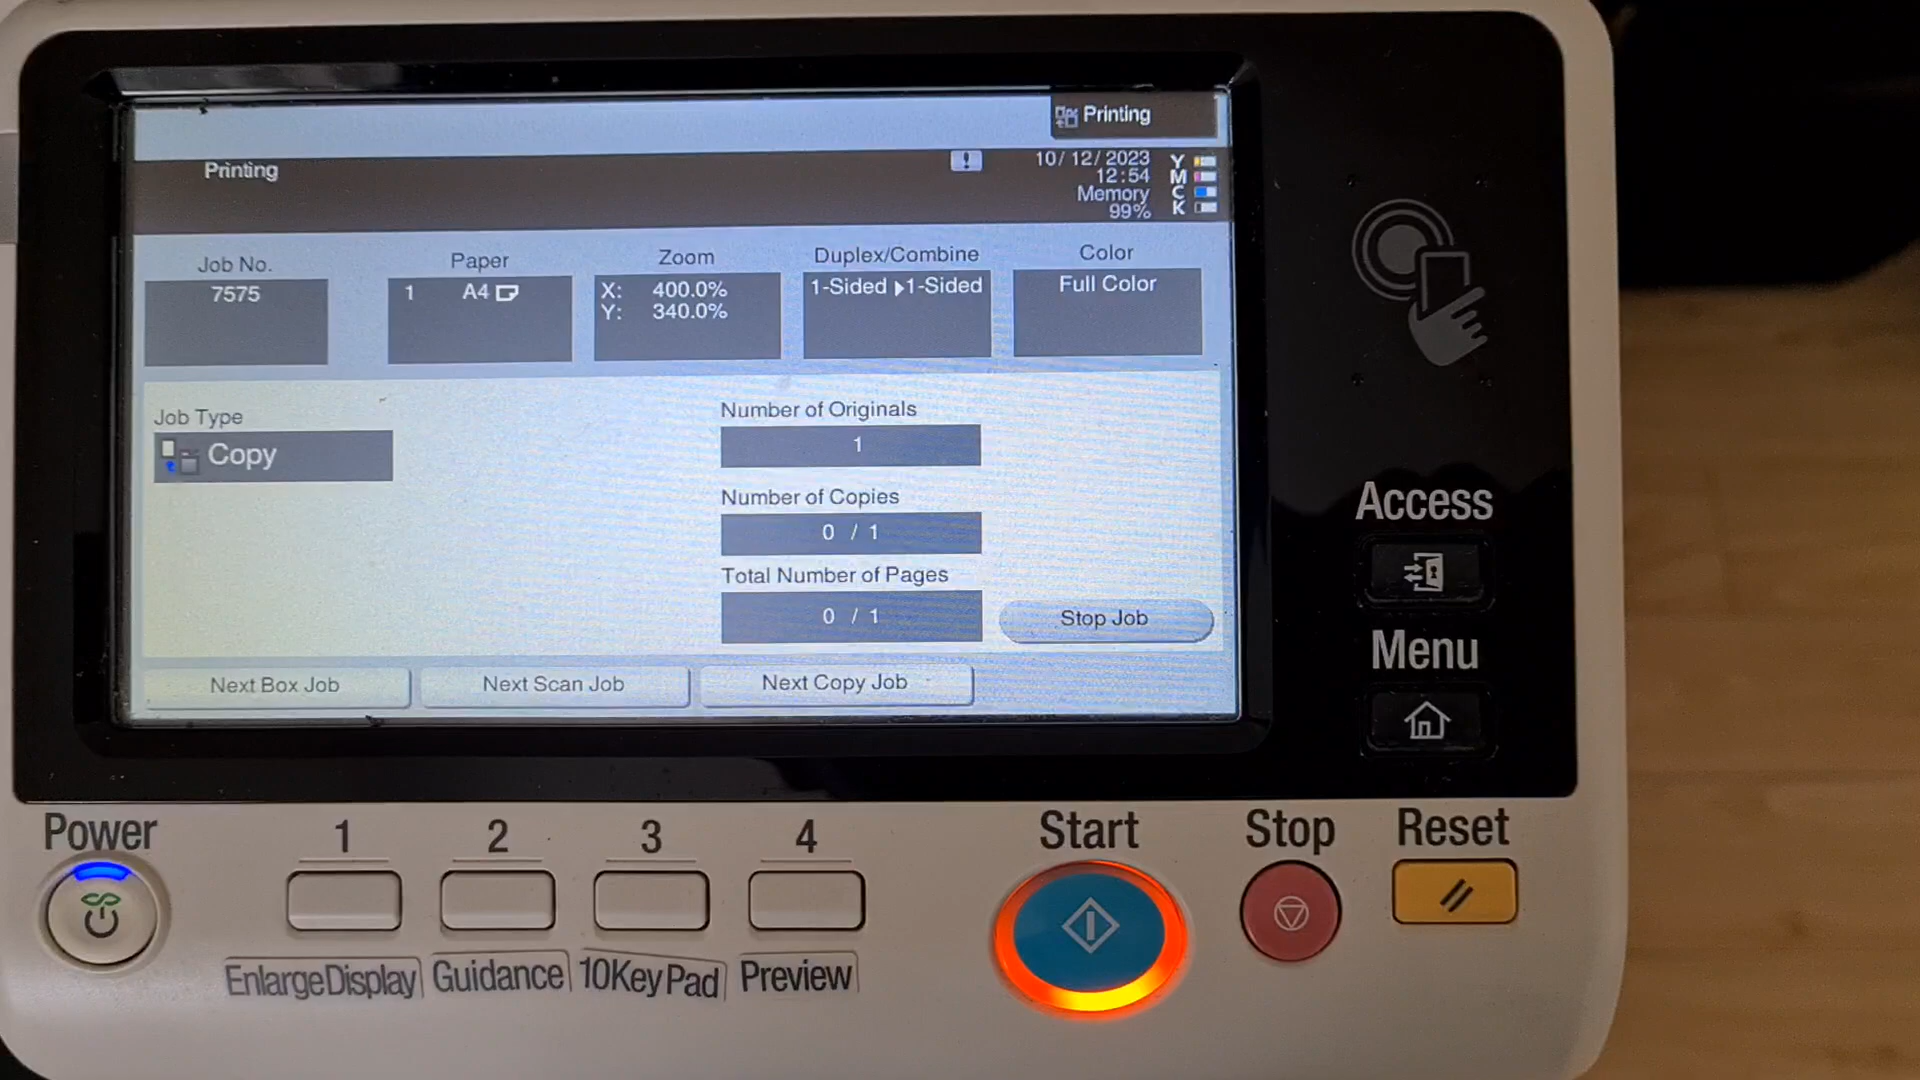 Printing
Printing
10/12/2023
12:54
Memory
99%
Y
M
C
K
Job No.
7575
Paper
1 A4
Zoom
X: 400.0%
Y: 340.0%
Duplex/Combine
1-Sided ▶1-Sided
Color
Full Color
Job Type
Copy
Number of Originals
1
Number of Copies
0 / 1
Total Number of Pages
0 / 1
Stop Job
Next Box Job
Next Scan Job
Next Copy Job
Access
Menu
Power
1
2
3
4
Start
Stop
Reset
EnlargeDisplay
Guidance
10KeyPad
Preview